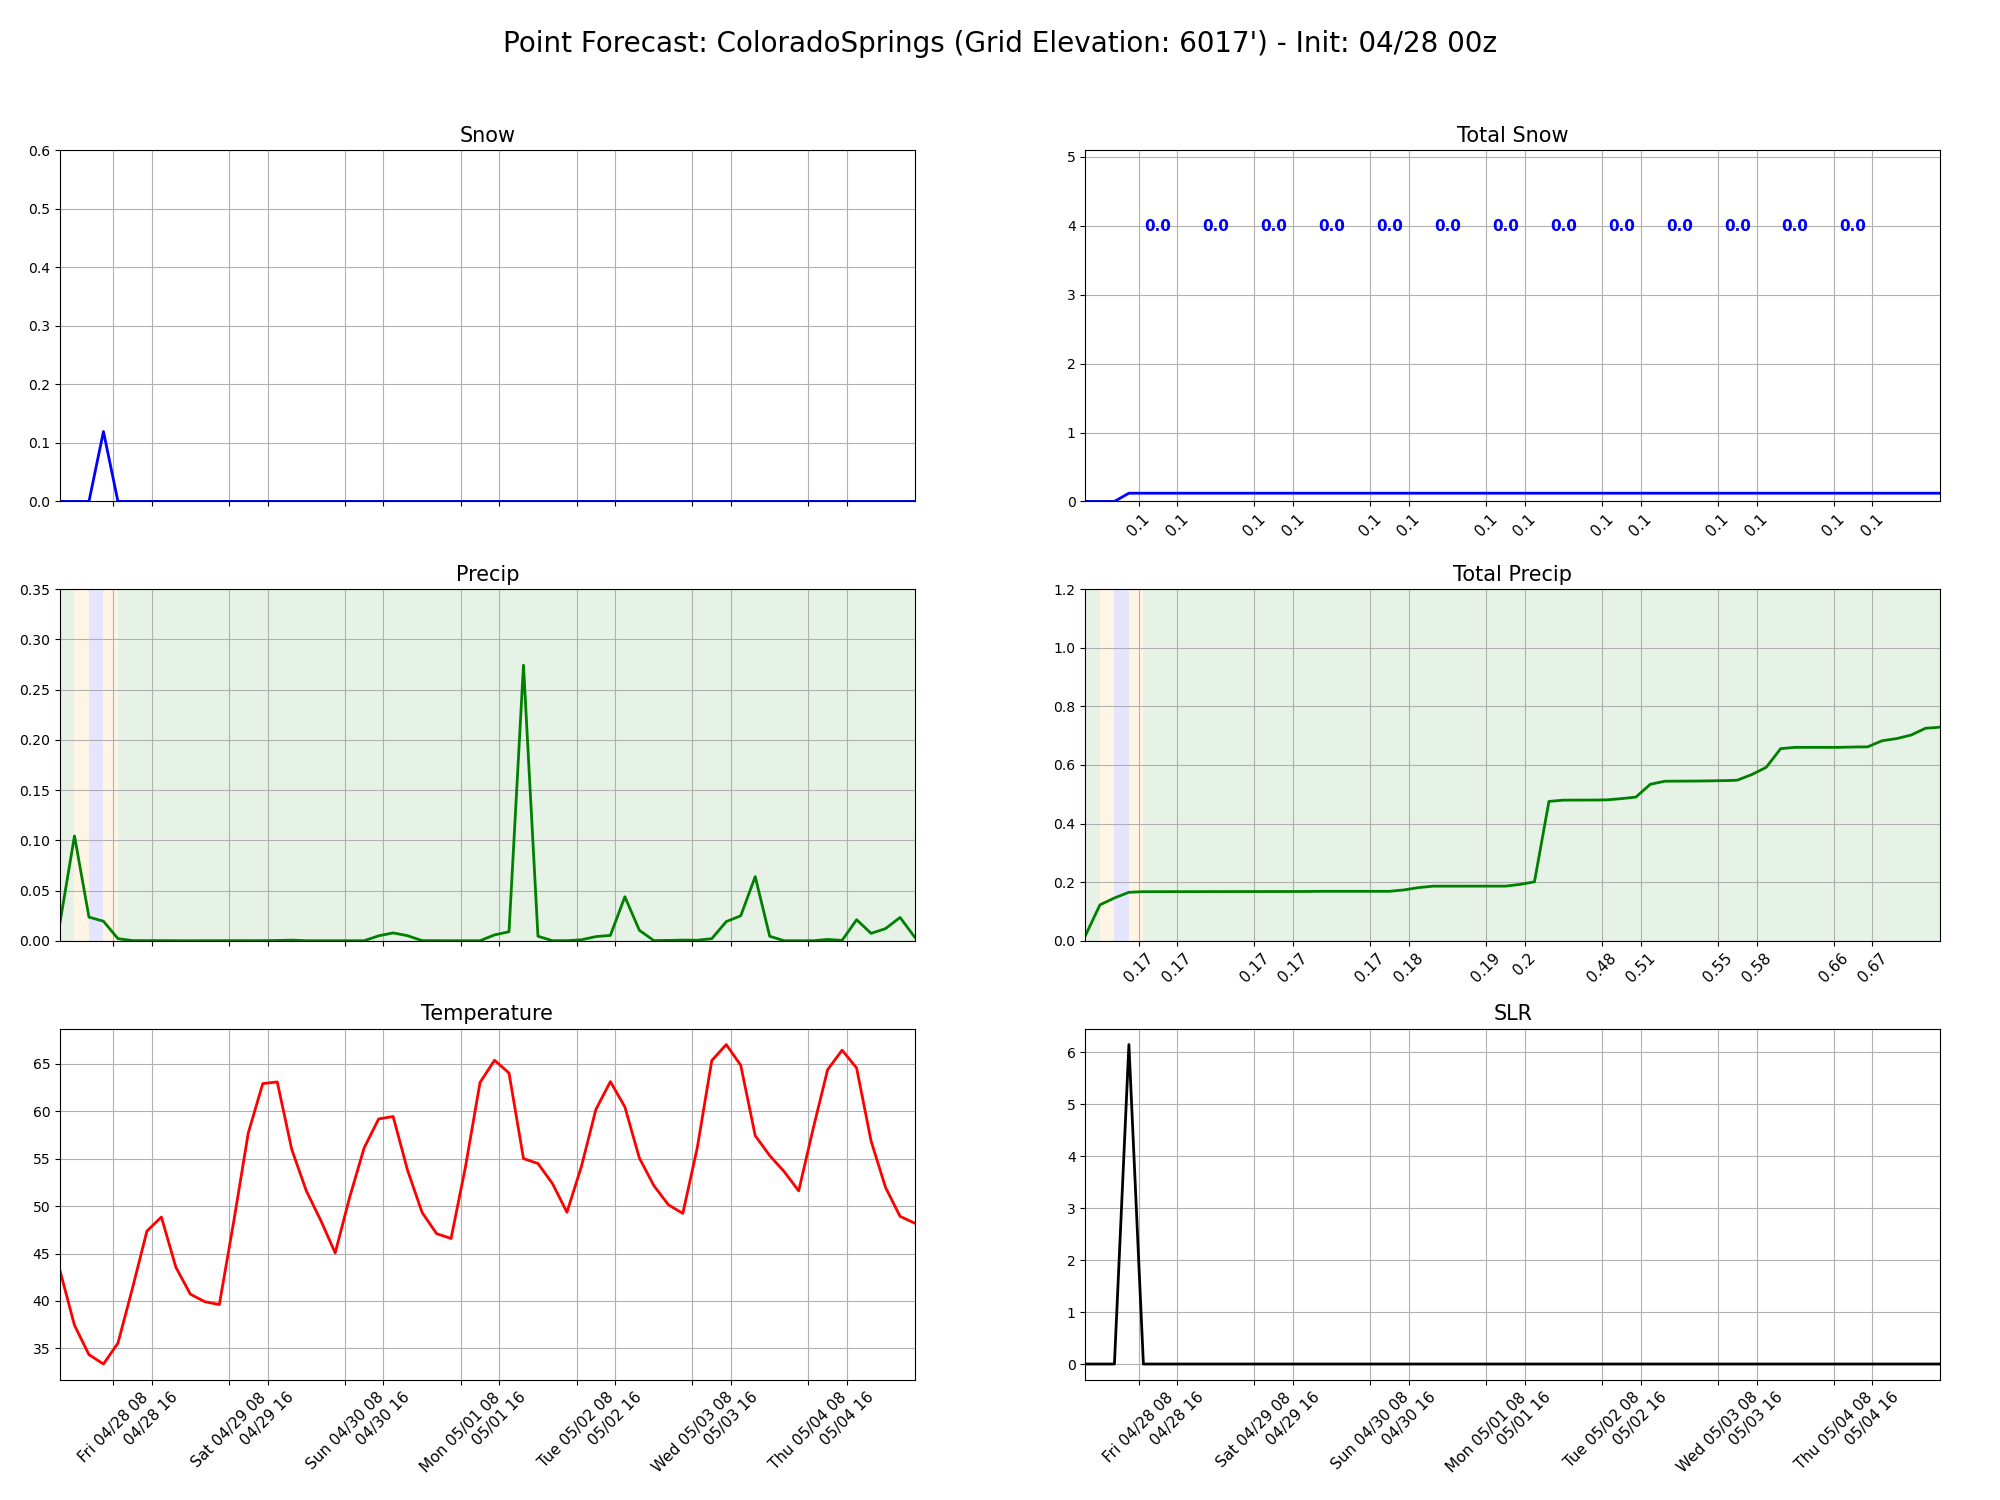 Point Forecast: ColoradoSprings (Grid Elevation: 6017') - Init: 04/28 00z
Snow
0.6
0.5
0.4
0.3
0.2
0.1
0.0
Total Snow
5
4
3
2
1
0
0.0 0.0 0.0 0.0 0.0 0.0 0.0 0.0 0.0 0.0 0.0 0.0 0.0
0.1 0.1 0.1 0.1 0.1 0.1 0.1 0.1 0.1 0.1 0.1 0.1 0.1 0.1
Precip
0.35
0.30
0.25
0.20
0.15
0.10
0.05
0.00
Total Precip
1.2
1.0
0.8
0.6
0.4
0.2
0.0
0.17 0.17 0.17 0.17 0.17 0.18 0.19 0.2 0.48 0.51 0.55 0.58 0.66 0.67
Temperature
65
60
55
50
45
40
35
Fri 04/28 08
04/28 16
Sat 04/29 08
04/29 16
Sun 04/30 08
04/30 16
Mon 05/01 08
05/01 16
Tue 05/02 08
05/02 16
Wed 05/03 08
05/03 16
Thu 05/04 08
05/04 16
SLR
6
5
4
3
2
1
0
Fri 04/28 08
04/28 16
Sat 04/29 08
04/29 16
Sun 04/30 08
04/30 16
Mon 05/01 08
05/01 16
Tue 05/02 08
05/02 16
Wed 05/03 08
05/03 16
Thu 05/04 08
05/04 16